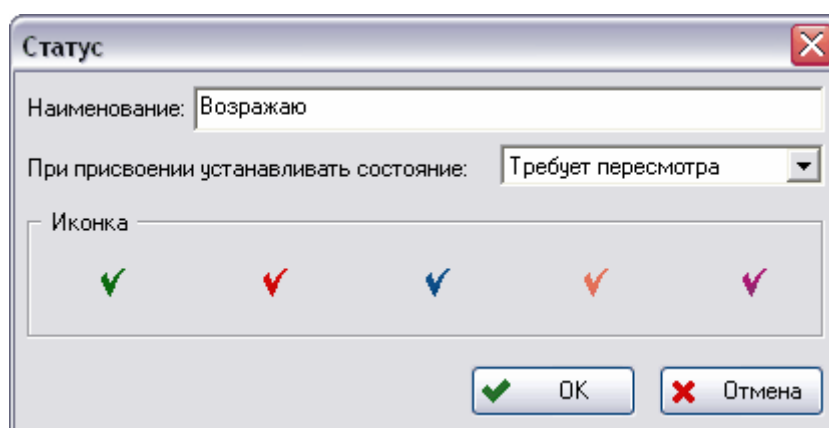 Статус
Наименование: Возражаю
При присвоении устанавливать состояние: Требует пересмотра
Иконка
OK Отмена